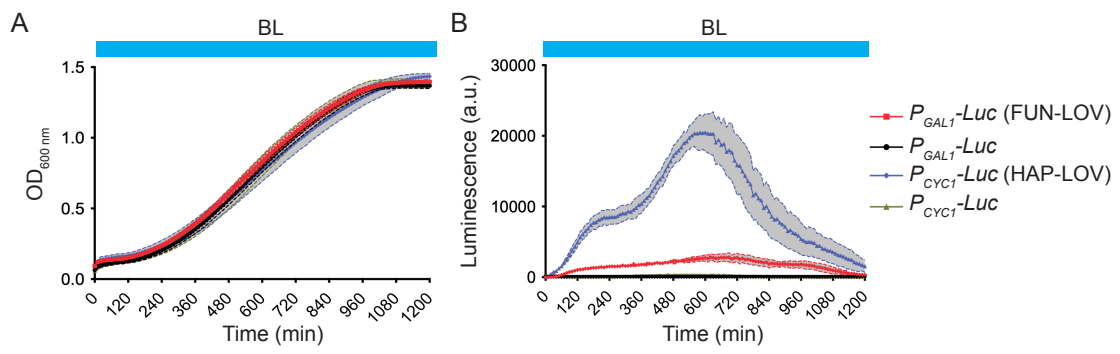 A
BL
1.5
1.0
0.5
0.0
OD600 nm
0 120 240 360 480 600 720 840 960 1080 1200
Time (min)
B
BL
30000
20000
10000
0
Luminescence (a.u.)
0 120 240 360 480 600 720 840 960 1080 1200
Time (min)
PGAL1-Luc (FUN-LOV)
PGAL1-Luc
PCYC1-Luc (HAP-LOV)
PCYC1-Luc